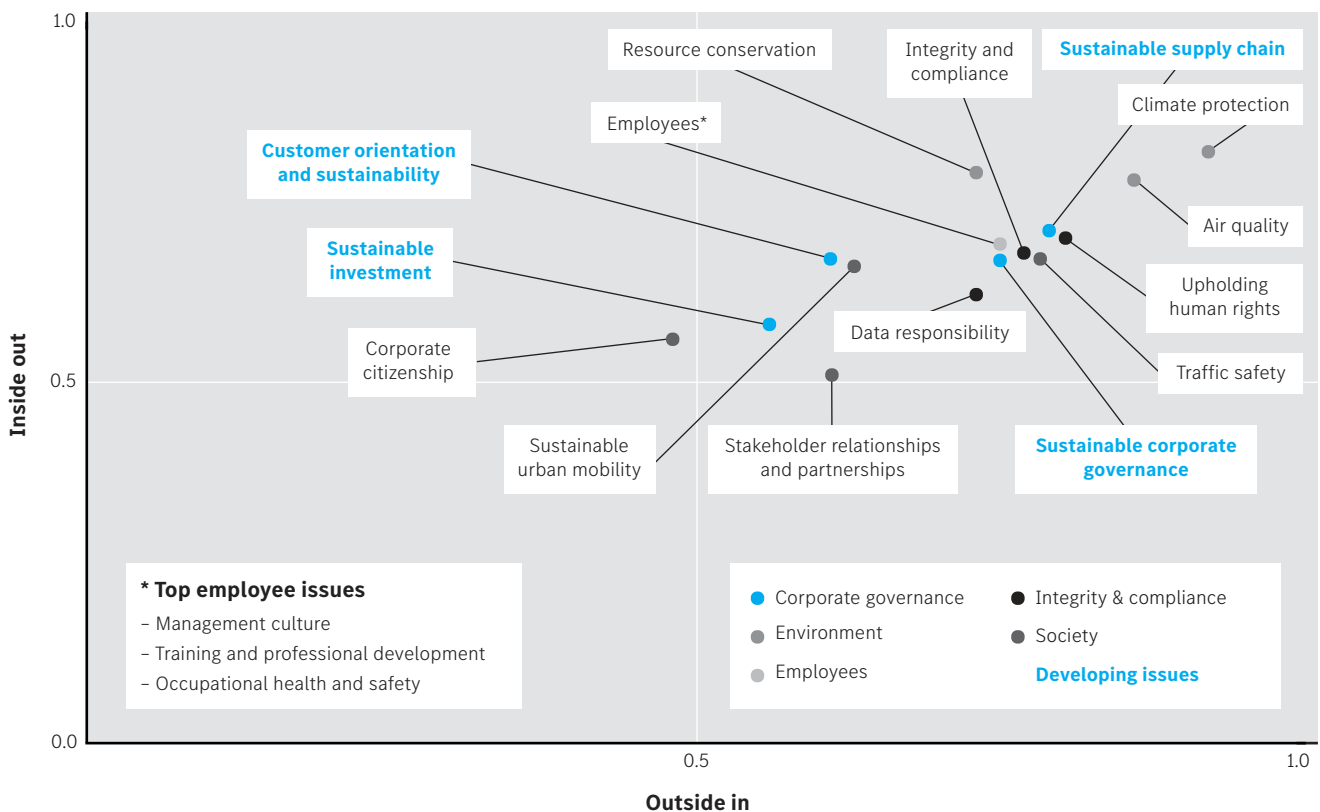 1.0
Resource conservation
Integrity and
compliance
Sustainable supply chain
Climate protection
Employees*
Customer orientation
and sustainability
Air quality
Sustainable
investment
Upholding
human rights
Data responsibility
Corporate
citizenship
Traffic safety
Inside out
0.5
Sustainable
urban mobility
Stakeholder relationships
and partnerships
Sustainable corporate
governance
* Top employee issues
– Management culture
– Training and professional development
– Occupational health and safety
Corporate governance
Environment
Employees
Integrity & compliance
Society
Developing issues
0.0
0.5
1.0
Outside in